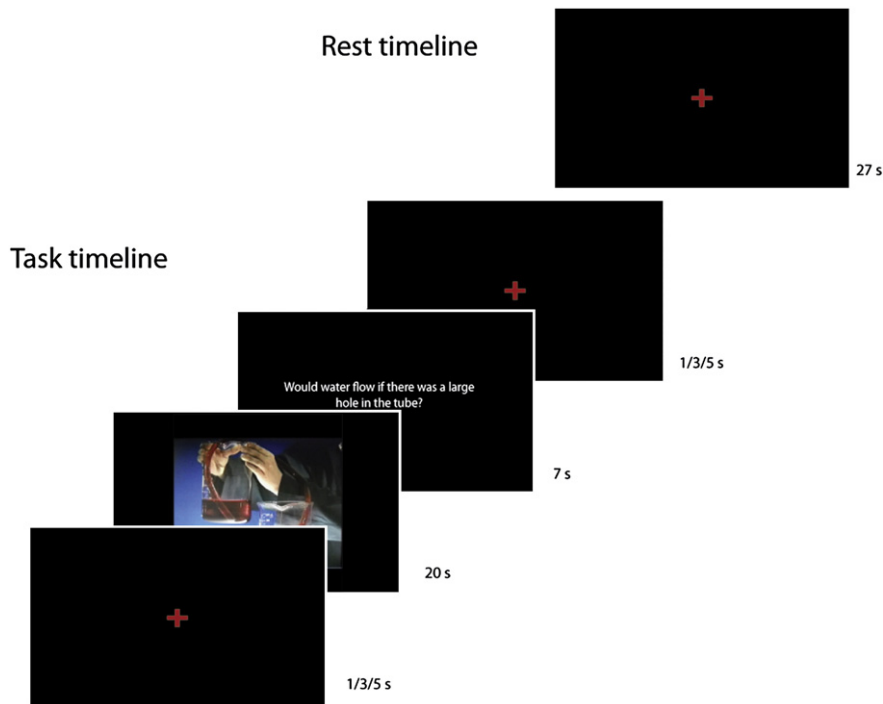 Rest timeline
27 s
Task timeline
1/3/5 s
Would water flow if there was a large
hole in the tube?
7 s
20 s
1/3/5 s